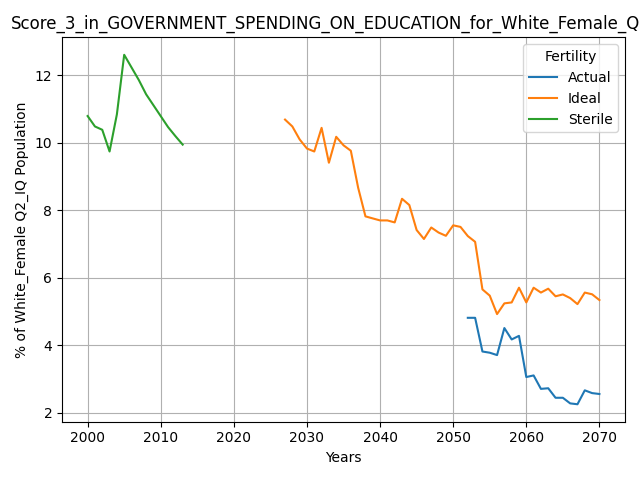 Score_3_in_GOVERNMENT_SPENDING_ON_EDUCATION_for_White_Female_Q
Fertility
Actual
Ideal
Sterile
% of White_Female Q2_IQ Population
12
10
8
6
4
2
2000 2010 2020 2030 2040 2050 2060 2070
Years